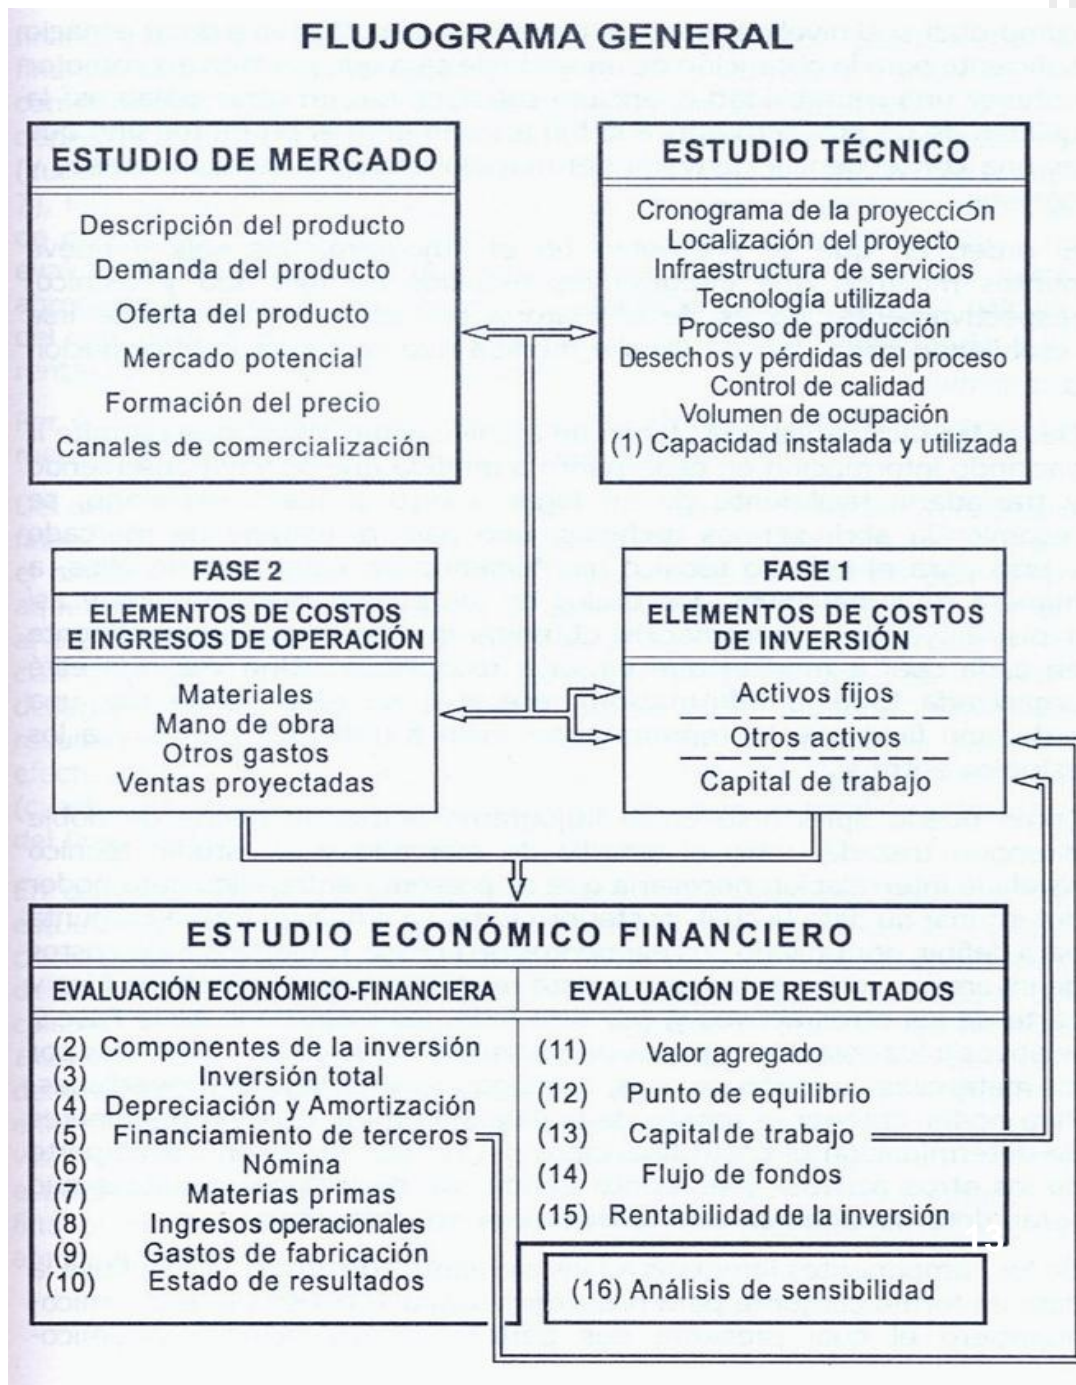 FLUJOGRAMA GENERAL
ESTUDIO DE MERCADO
Descripción del producto
Demanda del producto
Oferta del producto
Mercado potencial
Formación del precio
Canales de comercialización
ESTUDIO TÉCNICO
Cronograma de la proyección
Localización del proyecto
Infraestructura de servicios
Tecnología utilizada
Proceso de producción
Desechos y pérdidas del proceso
Control de calidad
Volumen de ocupación
(1) Capacidad instalada y utilizada
FASE 2
ELEMENTOS DE COSTOS
E INGRESOS DE OPERACIÓN
Materiales
Mano de obra
Otros gastos
Ventas proyectadas
FASE 1
ELEMENTOS DE COSTOS
DE INVERSIÓN
Activos fijos
Otros activos
Capital de trabajo
ESTUDIO ECONÓMICO FINANCIERO
EVALUACIÓN ECONÓMICO-FINANCIERA
(2) Componentes de la inversión
(3) Inversión total
(4) Depreciación y Amortización
(5) Financiamiento de terceros
(6) Nómina
(7) Materias primas
(8) Ingresos operacionales
(9) Gastos de fabricación
(10) Estado de resultados
EVALUACIÓN DE RESULTADOS
(11) Valor agregado
(12) Punto de equilibrio
(13) Capital de trabajo
(14) Flujo de fondos
(15) Rentabilidad de la inversión
(16) Análisis de sensibilidad